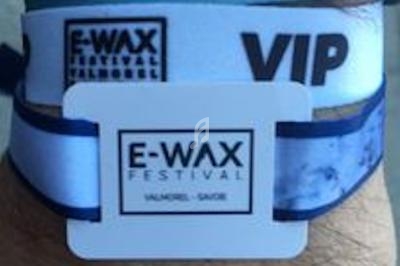 E-WAX
FESTIVAL
VALMOREL
VIP
E-WAX
FESTIVAL
VALMOREL - SAVOIE